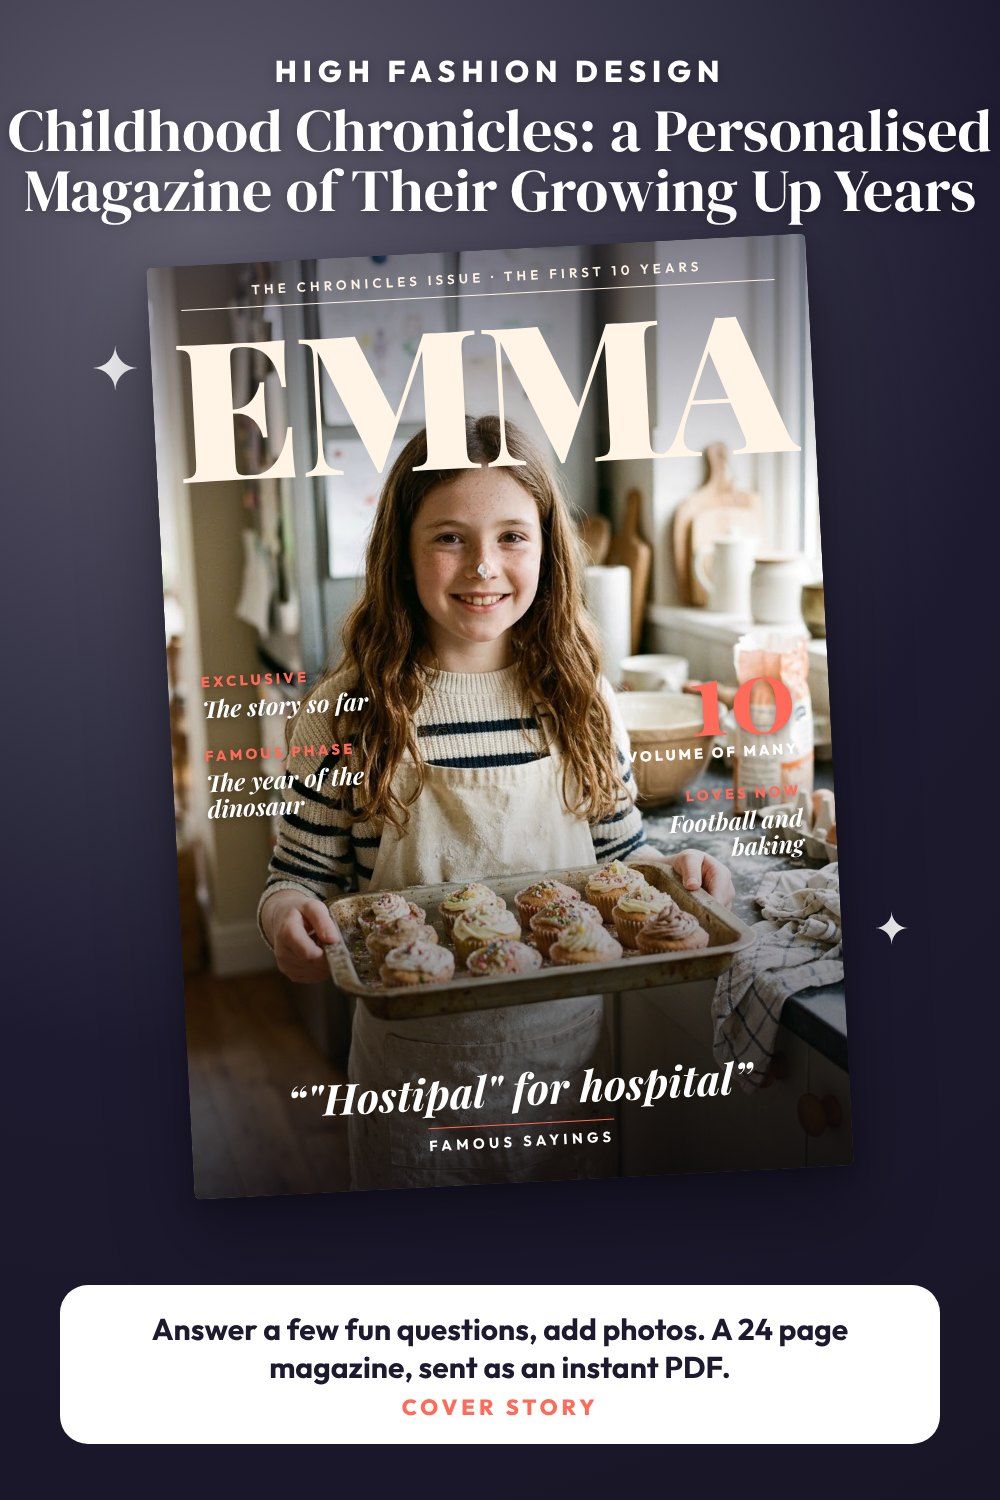 HIGH FASHION DESIGN
Childhood Chronicles: a Personalised
Magazine of Their Growing Up Years
THE CHRONICLES ISSUE · THE FIRST 10 YEARS
EMMA
EXCLUSIVE
The story so far
FAMOUS PHASE
The year of the
dinosaur
10
VOLUME OF MANY
LOVES NOW
Football and
baking
“"Hostipal" for hospital”
FAMOUS SAYINGS
Answer a few fun questions, add photos. A 24 page
magazine, sent as an instant PDF.
COVER STORY